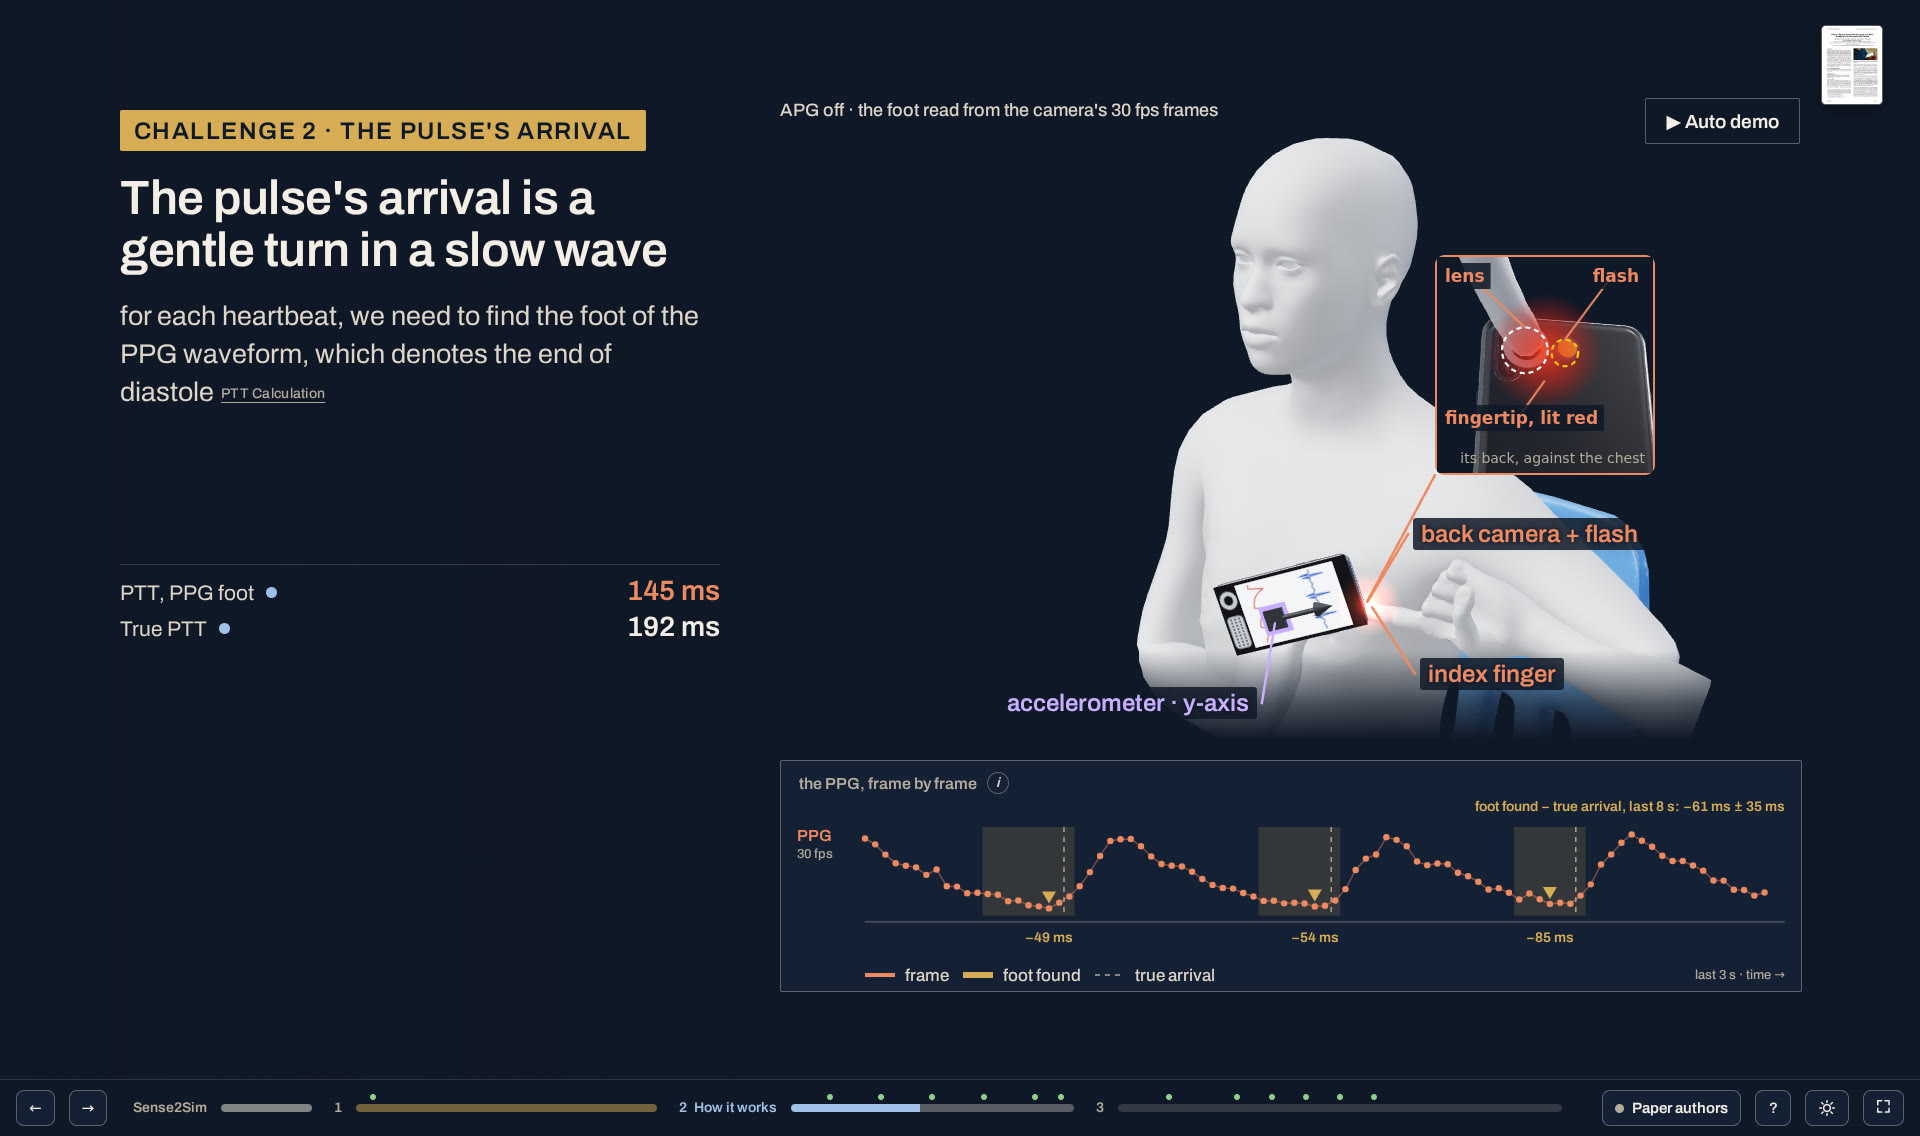 CHALLENGE 2 · THE PULSE'S ARRIVAL
The pulse's arrival is a
gentle turn in a slow wave
for each heartbeat, we need to find the foot of the
PPG waveform, which denotes the end of
diastole PTT Calculation
PTT, PPG foot 145 ms
True PTT 192 ms
APG off · the foot read from the camera's 30 fps frames
▶ Auto demo
lens
flash
fingertip, lit red
its back, against the chest
back camera + flash
index finger
accelerometer · y-axis
the PPG, frame by frame i
foot found – true arrival, last 8 s: −61 ms ± 35 ms
PPG
30 fps
−49 ms
−54 ms
−85 ms
frame
foot found
true arrival
last 3 s · time →
← → Sense2Sim 1 2 How it works 3 Paper authors ?